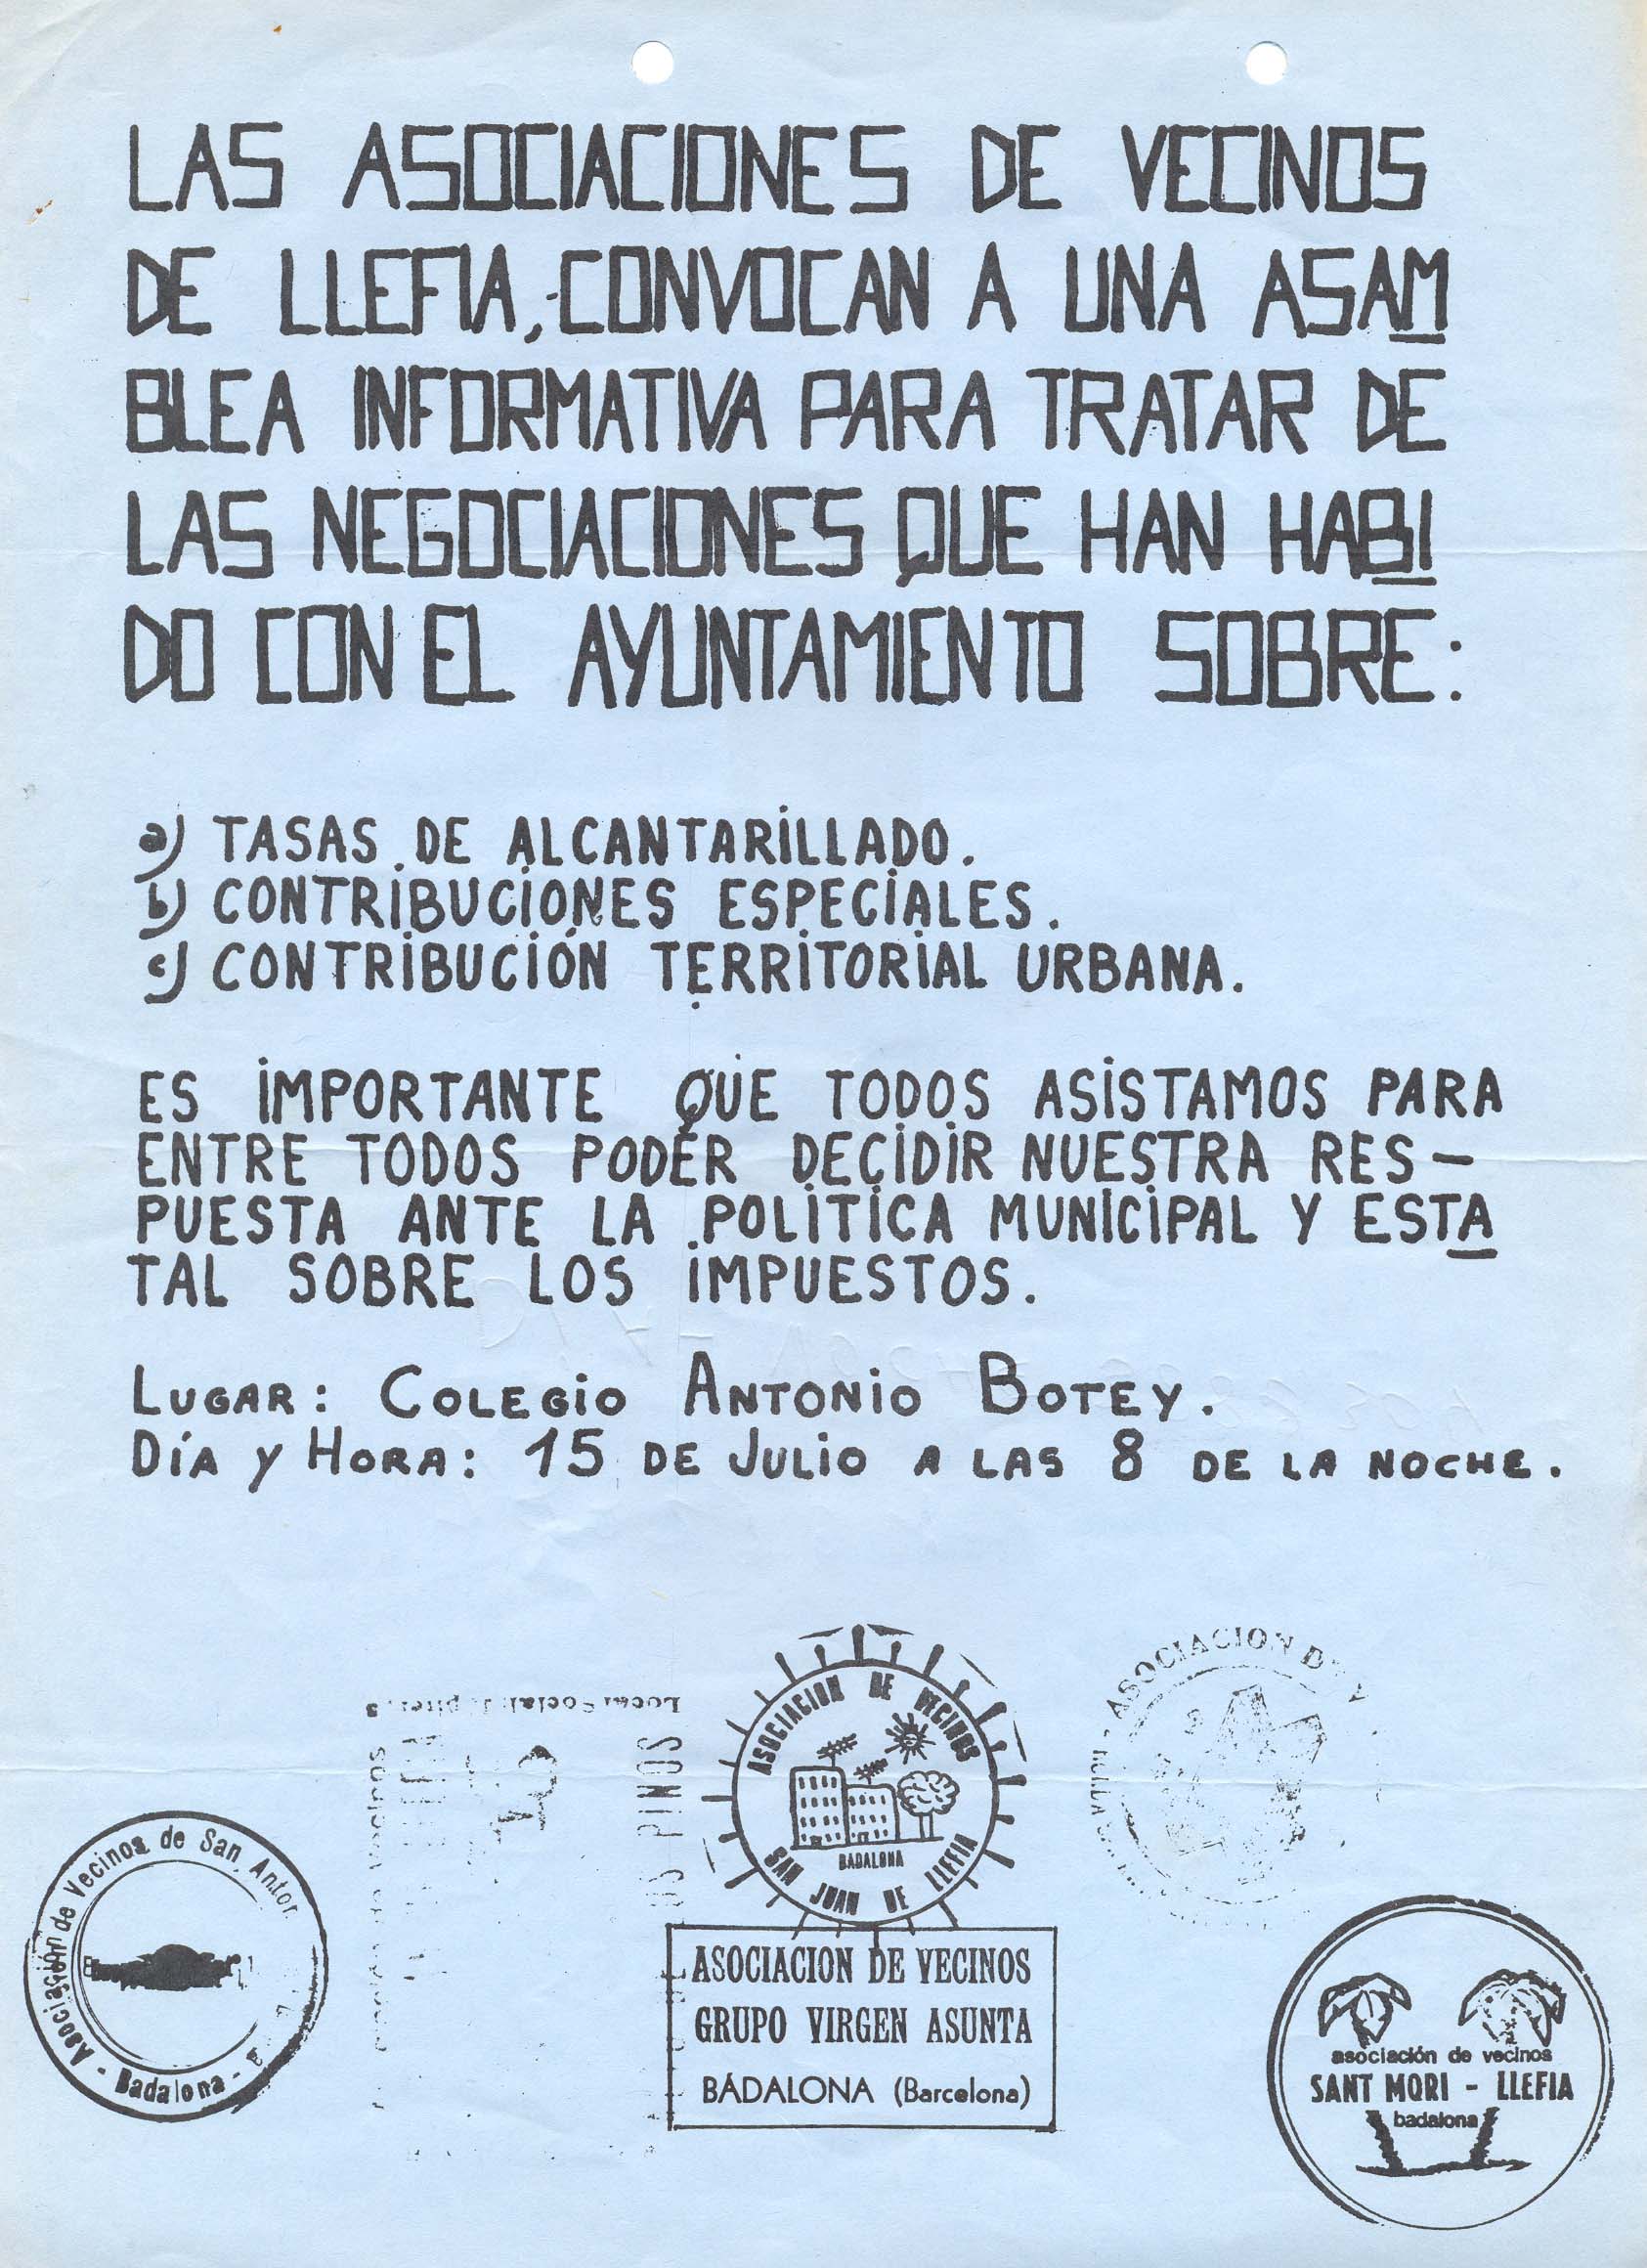 LAS ASOCIACIONES DE VECINOS
DE LLEFIA, CONVOCAN A UNA ASAM
BLEA INFORMATIVA PARA TRATAR DE
LAS NEGOCIACIONES QUE HAN HABI
DO CON EL AYUNTAMIENTO SOBRE:
a) TASAS DE ALCANTARILLADO.
b) CONTRIBUCIONES ESPECIALES.
c) CONTRIBUCIÓN TERRITORIAL URBANA.
ES IMPORTANTE QUE TODOS ASISTAMOS PARA
ENTRE TODOS PODER DECIDIR NUESTRA RES-
PUESTA ANTE LA POLITICA MUNICIPAL Y ESTA
TAL SOBRE LOS IMPUESTOS.
LUGAR: COLEGIO ANTONIO BOTEY.
DÍA Y HORA: 15 DE JULIO A LAS 8 DE LA NOCHE.
Asociación de Vecinos de San Anton
- Badalona -
Local Social:
PINOS
ASOCIACION DE VECINOS
BADALONA
SAN JUAN DE LLEFIA
ASOCIACION
ASOCIACION DE VECINOS
GRUPO VIRGEN ASUNTA
BADALONA (Barcelona)
asociación de vecinos
SANT MORI - LLEFIA
badalona